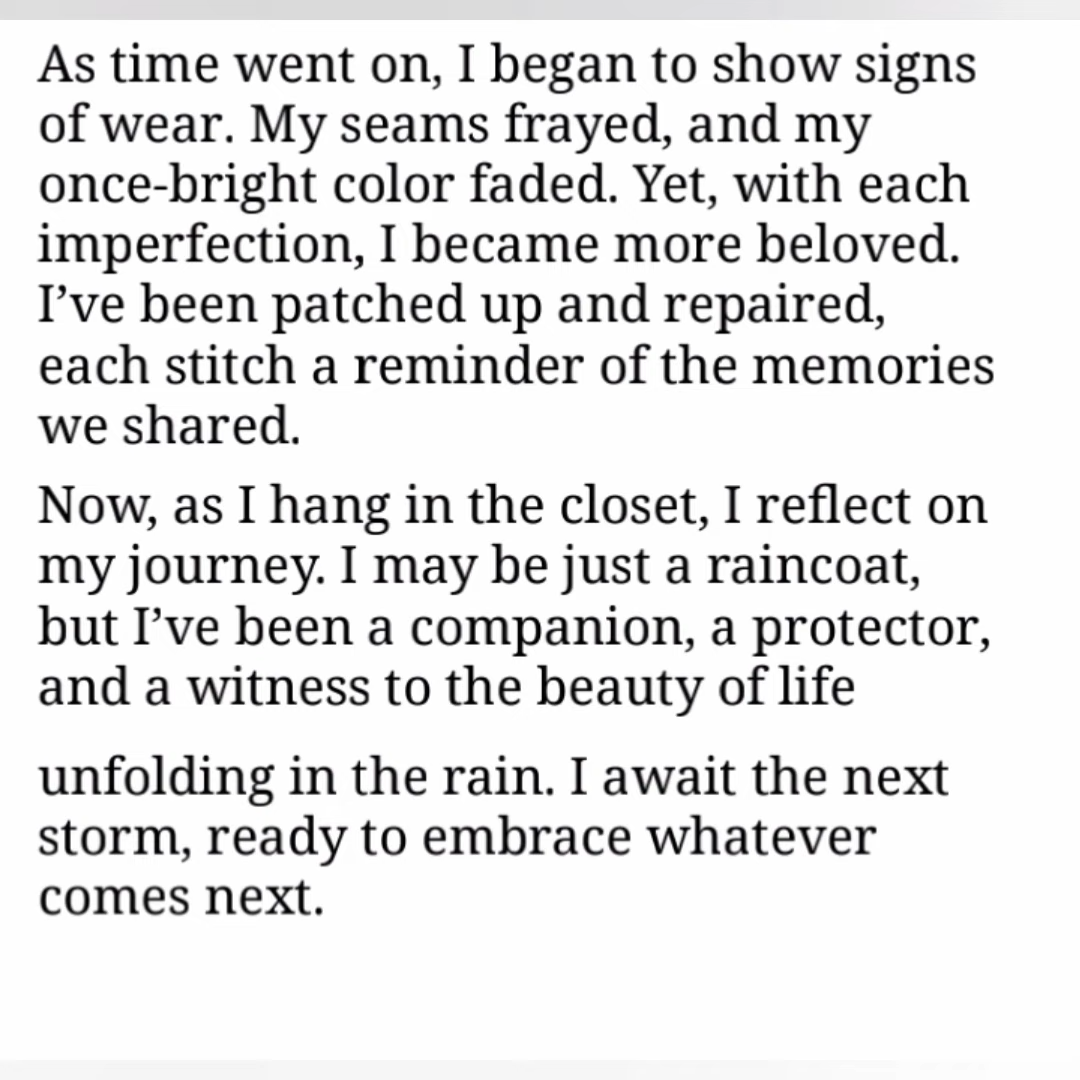 As time went on, I began to show signs
of wear. My seams frayed, and my
once-bright color faded. Yet, with each
imperfection, I became more beloved.
I’ve been patched up and repaired,
each stitch a reminder of the memories
we shared.
Now, as I hang in the closet, I reflect on
my journey. I may be just a raincoat,
but I’ve been a companion, a protector,
and a witness to the beauty of life
unfolding in the rain. I await the next
storm, ready to embrace whatever
comes next.